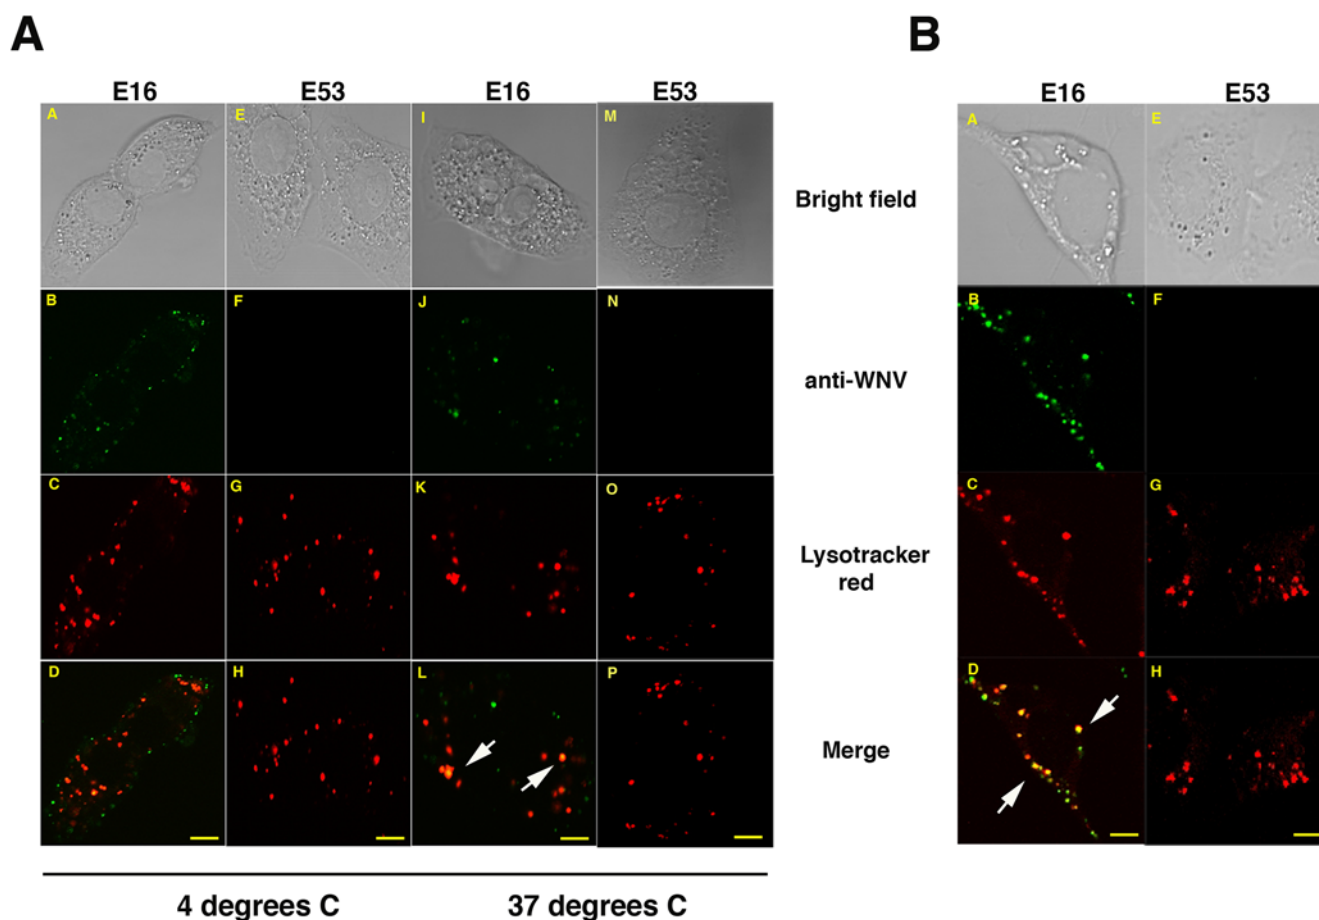 A B
E16 E53 E16 E53 E16 E53
A E I M A E
Bright field
B F J N B F
anti-WNV
C G K O C G
Lysotracker
red
D H L P D H
Merge
4 degrees C 37 degrees C